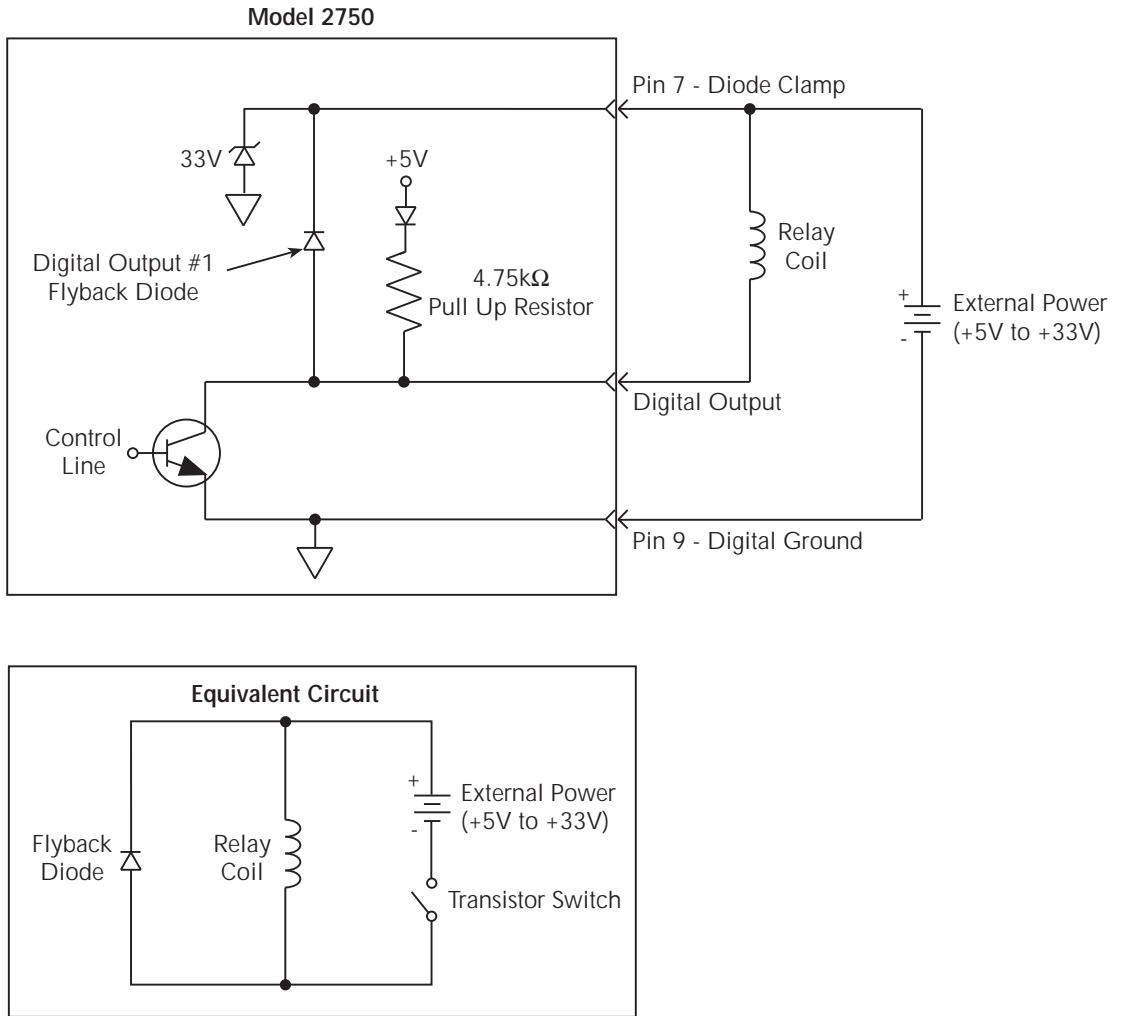 Model 2750
Pin 7 - Diode Clamp
33V
+5V
Relay
Coil
Digital Output #1
Flyback Diode
4.75kΩ
Pull Up Resistor
+
-
External Power
(+5V to +33V)
Digital Output
Control
Line
Pin 9 - Digital Ground
Equivalent Circuit
+
-
External Power
(+5V to +33V)
Flyback
Diode
Relay
Coil
Transistor Switch